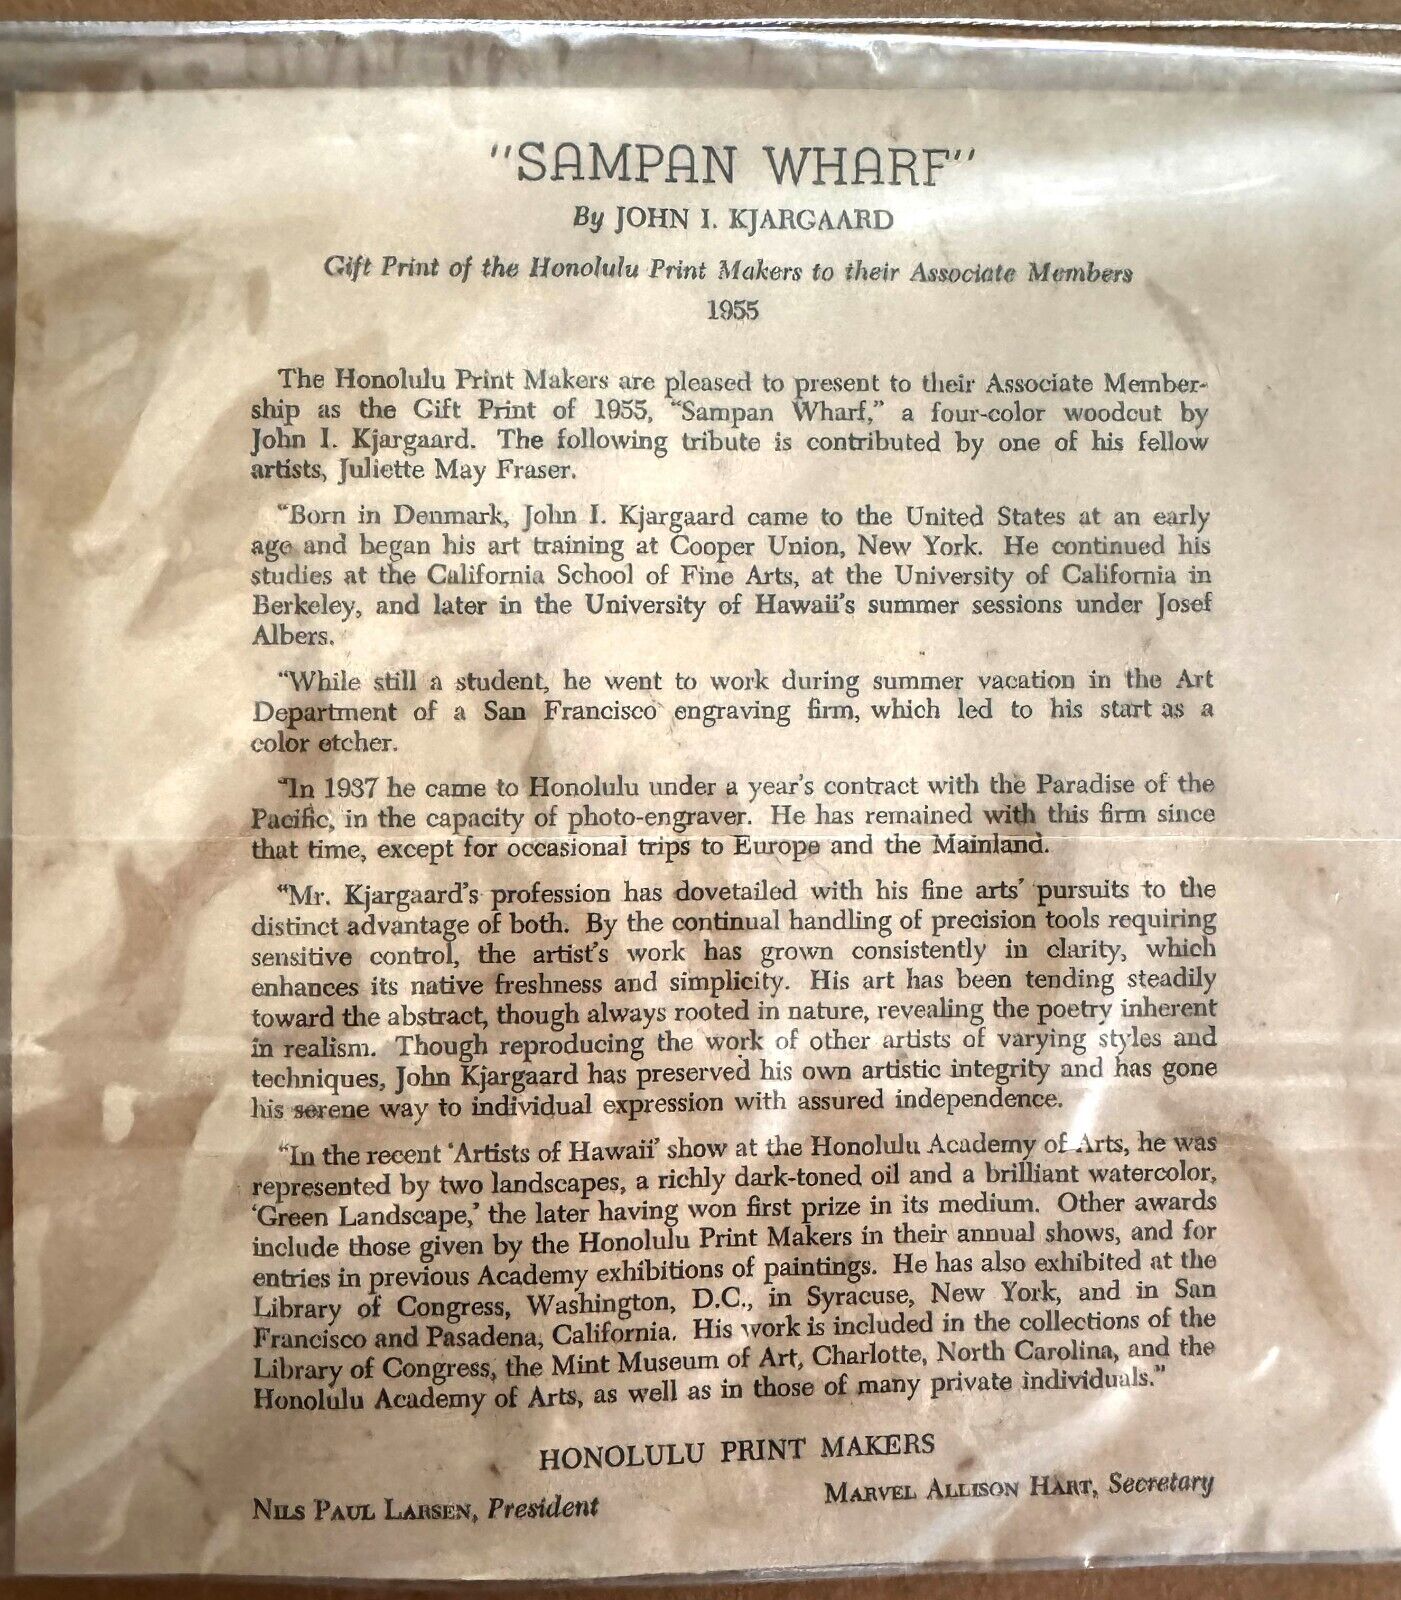 "SAMPAN WHARF"
By JOHN I. KJARGAARD
Gift Print of the Honolulu Print Makers to their Associate Members
1955
The Honolulu Print Makers are pleased to present to their Associate Member-
ship as the Gift Print of 1955, "Sampan Wharf," a four-color woodcut by
John I. Kjargaard. The following tribute is contributed by one of his fellow
artists, Juliette May Fraser.
"Born in Denmark, John I. Kjargaard came to the United States at an early
age and began his art training at Cooper Union, New York. He continued his
studies at the California School of Fine Arts, at the University of California in
Berkeley, and later in the University of Hawaii's summer sessions under Josef
Albers.
"While still a student, he went to work during summer vacation in the Art
Department of a San Francisco engraving firm, which led to his start as a
color etcher.
"In 1937 he came to Honolulu under a year's contract with the Paradise of the
Pacific, in the capacity of photo-engraver. He has remained with this firm since
that time, except for occasional trips to Europe and the Mainland.
"Mr. Kjargaard's profession has dovetailed with his fine arts' pursuits to the
distinct advantage of both. By the continual handling of precision tools requiring
sensitive control, the artist's work has grown consistently in clarity, which
enhances its native freshness and simplicity. His art has been tending steadily
toward the abstract, though always rooted in nature, revealing the poetry inherent
in realism. Though reproducing the work of other artists of varying styles and
techniques, John Kjargaard has preserved his own artistic integrity and has gone
his serene way to individual expression with assured independence.
"In the recent 'Artists of Hawaii' show at the Honolulu Academy of Arts, he was
represented by two landscapes, a richly dark-toned oil and a brilliant watercolor,
'Green Landscape,' the later having won first prize in its medium. Other awards
include those given by the Honolulu Print Makers in their annual shows, and for
entries in previous Academy exhibitions of paintings. He has also exhibited at the
Library of Congress, Washington, D.C., in Syracuse, New York, and in San
Francisco and Pasadena, California. His work is included in the collections of the
Library of Congress, the Mint Museum of Art, Charlotte, North Carolina, and the
Honolulu Academy of Arts, as well as in those of many private individuals."
HONOLULU PRINT MAKERS
NILS PAUL LARSEN, President
MARVEL ALLISON HART, Secretary